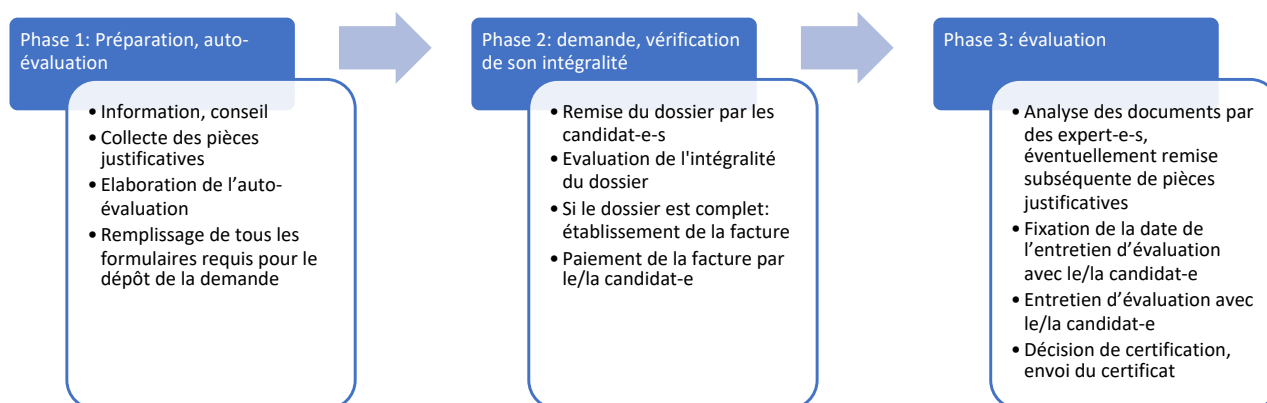 Phase 1: Préparation, auto-
évaluation
• Information, conseil
• Collecte des pièces
justificatives
• Elaboration de l’auto-
évaluation
• Remplissage de tous les
formulaires requis pour le
dépôt de la demande
Phase 2: demande, vérification
de son intégralité
• Remise du dossier par les
candidat-e-s
• Evaluation de l'intégralité
du dossier
• Si le dossier est complet:
établissement de la facture
• Paiement de la facture par
le/la candidat-e
Phase 3: évaluation
• Analyse des documents par
des expert-e-s,
éventuellement remise
subséquente de pièces
justificatives
• Fixation de la date de
l’entretien d’évaluation
avec le/la candidat-e
• Entretien d’évaluation avec
le/la candidat-e
• Décision de certification,
envoi du certificat